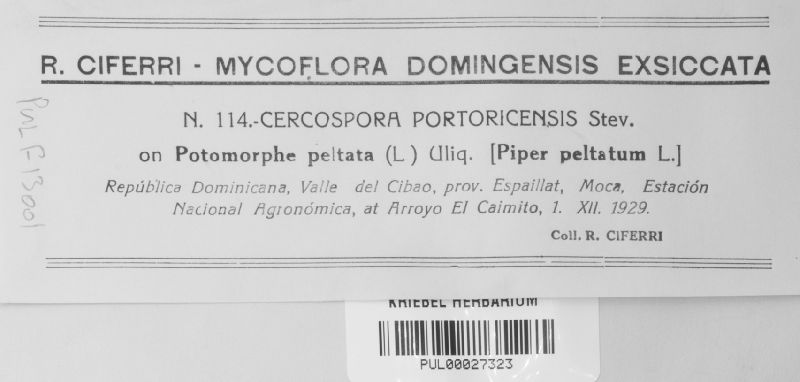 R. CIFERRI - MYCOFLORA DOMINGENSIS EXSICCATA
N. 114.-CERCOSPORA PORTORICENSIS Stev.
on Potomorphe peltata (L) Uliq. [Piper peltatum L.]
República Dominicana, Valle del Cibao, prov. Espaillat, Moca, Estación
Nacional Agronómica, at Arroyo El Caimito, 1. XII. 1929.
Coll. R. CIFERRI
PUL F13001
KRIEBEL HERBARIUM
PUL00027323